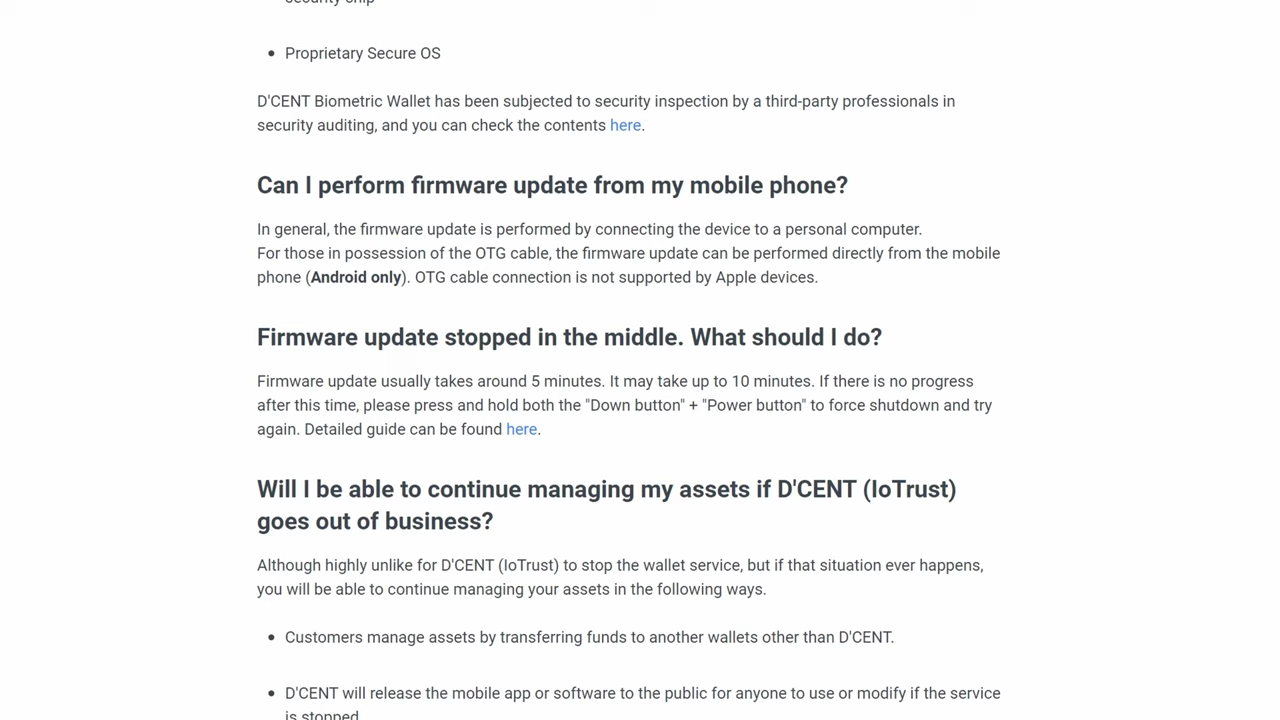 security chip
Proprietary Secure OS
D'CENT Biometric Wallet has been subjected to security inspection by a third-party professionals in
security auditing, and you can check the contents here.
Can I perform firmware update from my mobile phone?
In general, the firmware update is performed by connecting the device to a personal computer.
For those in possession of the OTG cable, the firmware update can be performed directly from the mobile
phone (Android only). OTG cable connection is not supported by Apple devices.
Firmware update stopped in the middle. What should I do?
Firmware update usually takes around 5 minutes. It may take up to 10 minutes. If there is no progress
after this time, please press and hold both the "Down button" + "Power button" to force shutdown and try
again. Detailed guide can be found here.
Will I be able to continue managing my assets if D'CENT (IoTrust)
goes out of business?
Although highly unlike for D'CENT (IoTrust) to stop the wallet service, but if that situation ever happens,
you will be able to continue managing your assets in the following ways.
Customers manage assets by transferring funds to another wallets other than D'CENT.
D'CENT will release the mobile app or software to the public for anyone to use or modify if the service
is stopped